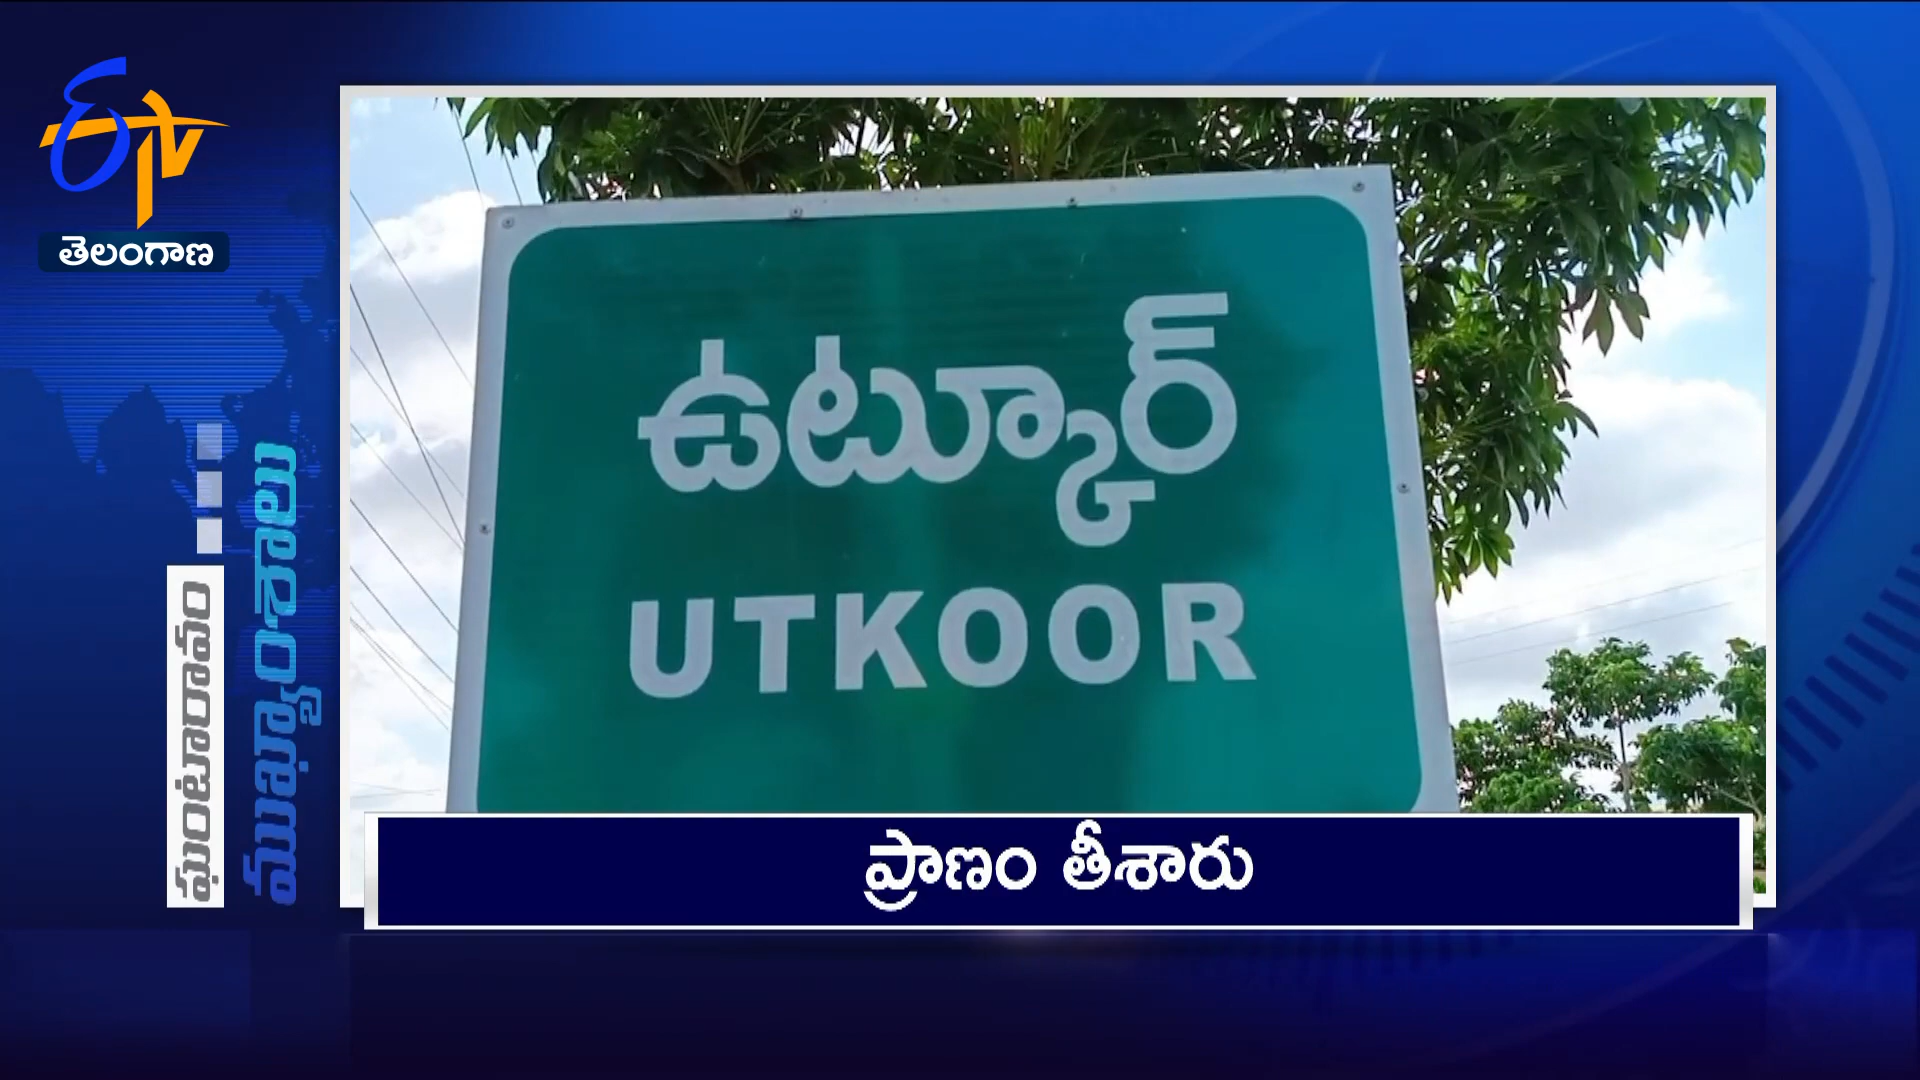 ETV
తెలంగాణ
ఘంటారావం
ముఖ్యాంశాలు
ఉట్కూర్
UTKOOR
ప్రాణం తీశారు